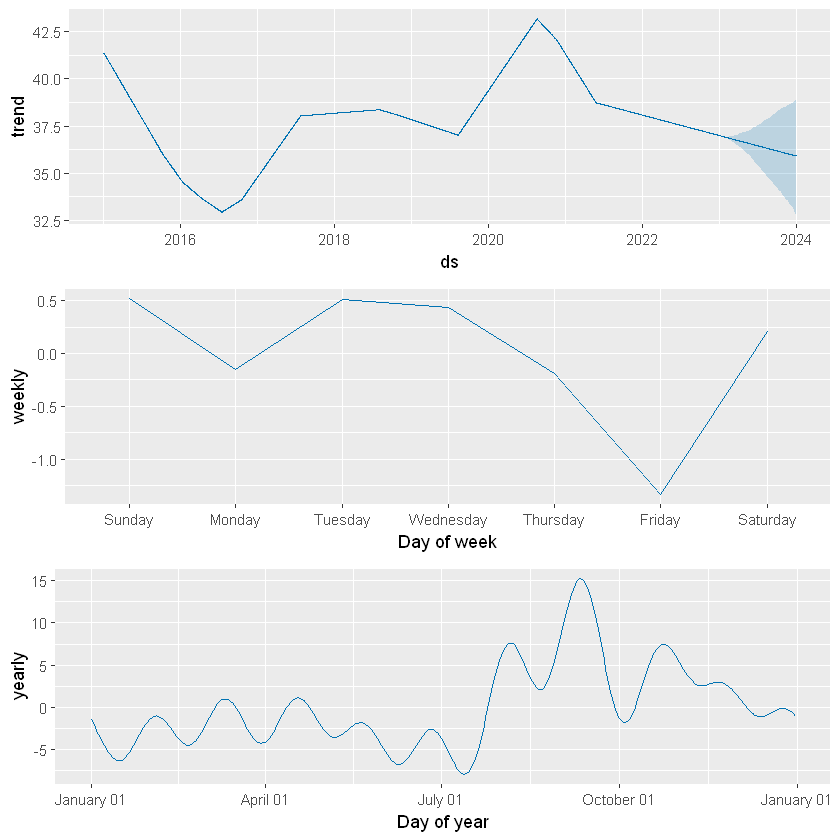 42.5
40.0
37.5
35.0
32.5
trend
2016 2018 2020 2022 2024
ds
0.5
0.0
-0.5
-1.0
weekly
Sunday Monday Tuesday Wednesday Thursday Friday Saturday
Day of week
15
10
5
0
-5
yearly
January 01 April 01 July 01 October 01 January 01
Day of year